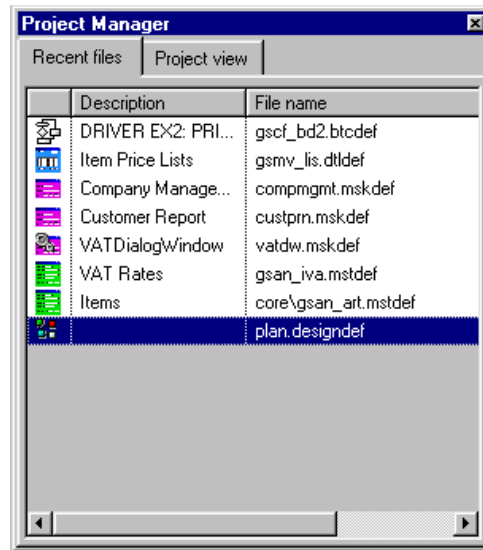 Project Manager
Recent files Project view
Description File name
DRIVER EX2: PRI... gscf_bd2.btcdef
Item Price Lists gsmv_lis.dtldef
Company Manage... compmgmt.mskdef
Customer Report custprn.mskdef
VATDialogWindow vatdw.mskdef
VAT Rates gsan_iva.mstdef
Items core\gsan_art.mstdef
plan.designdef